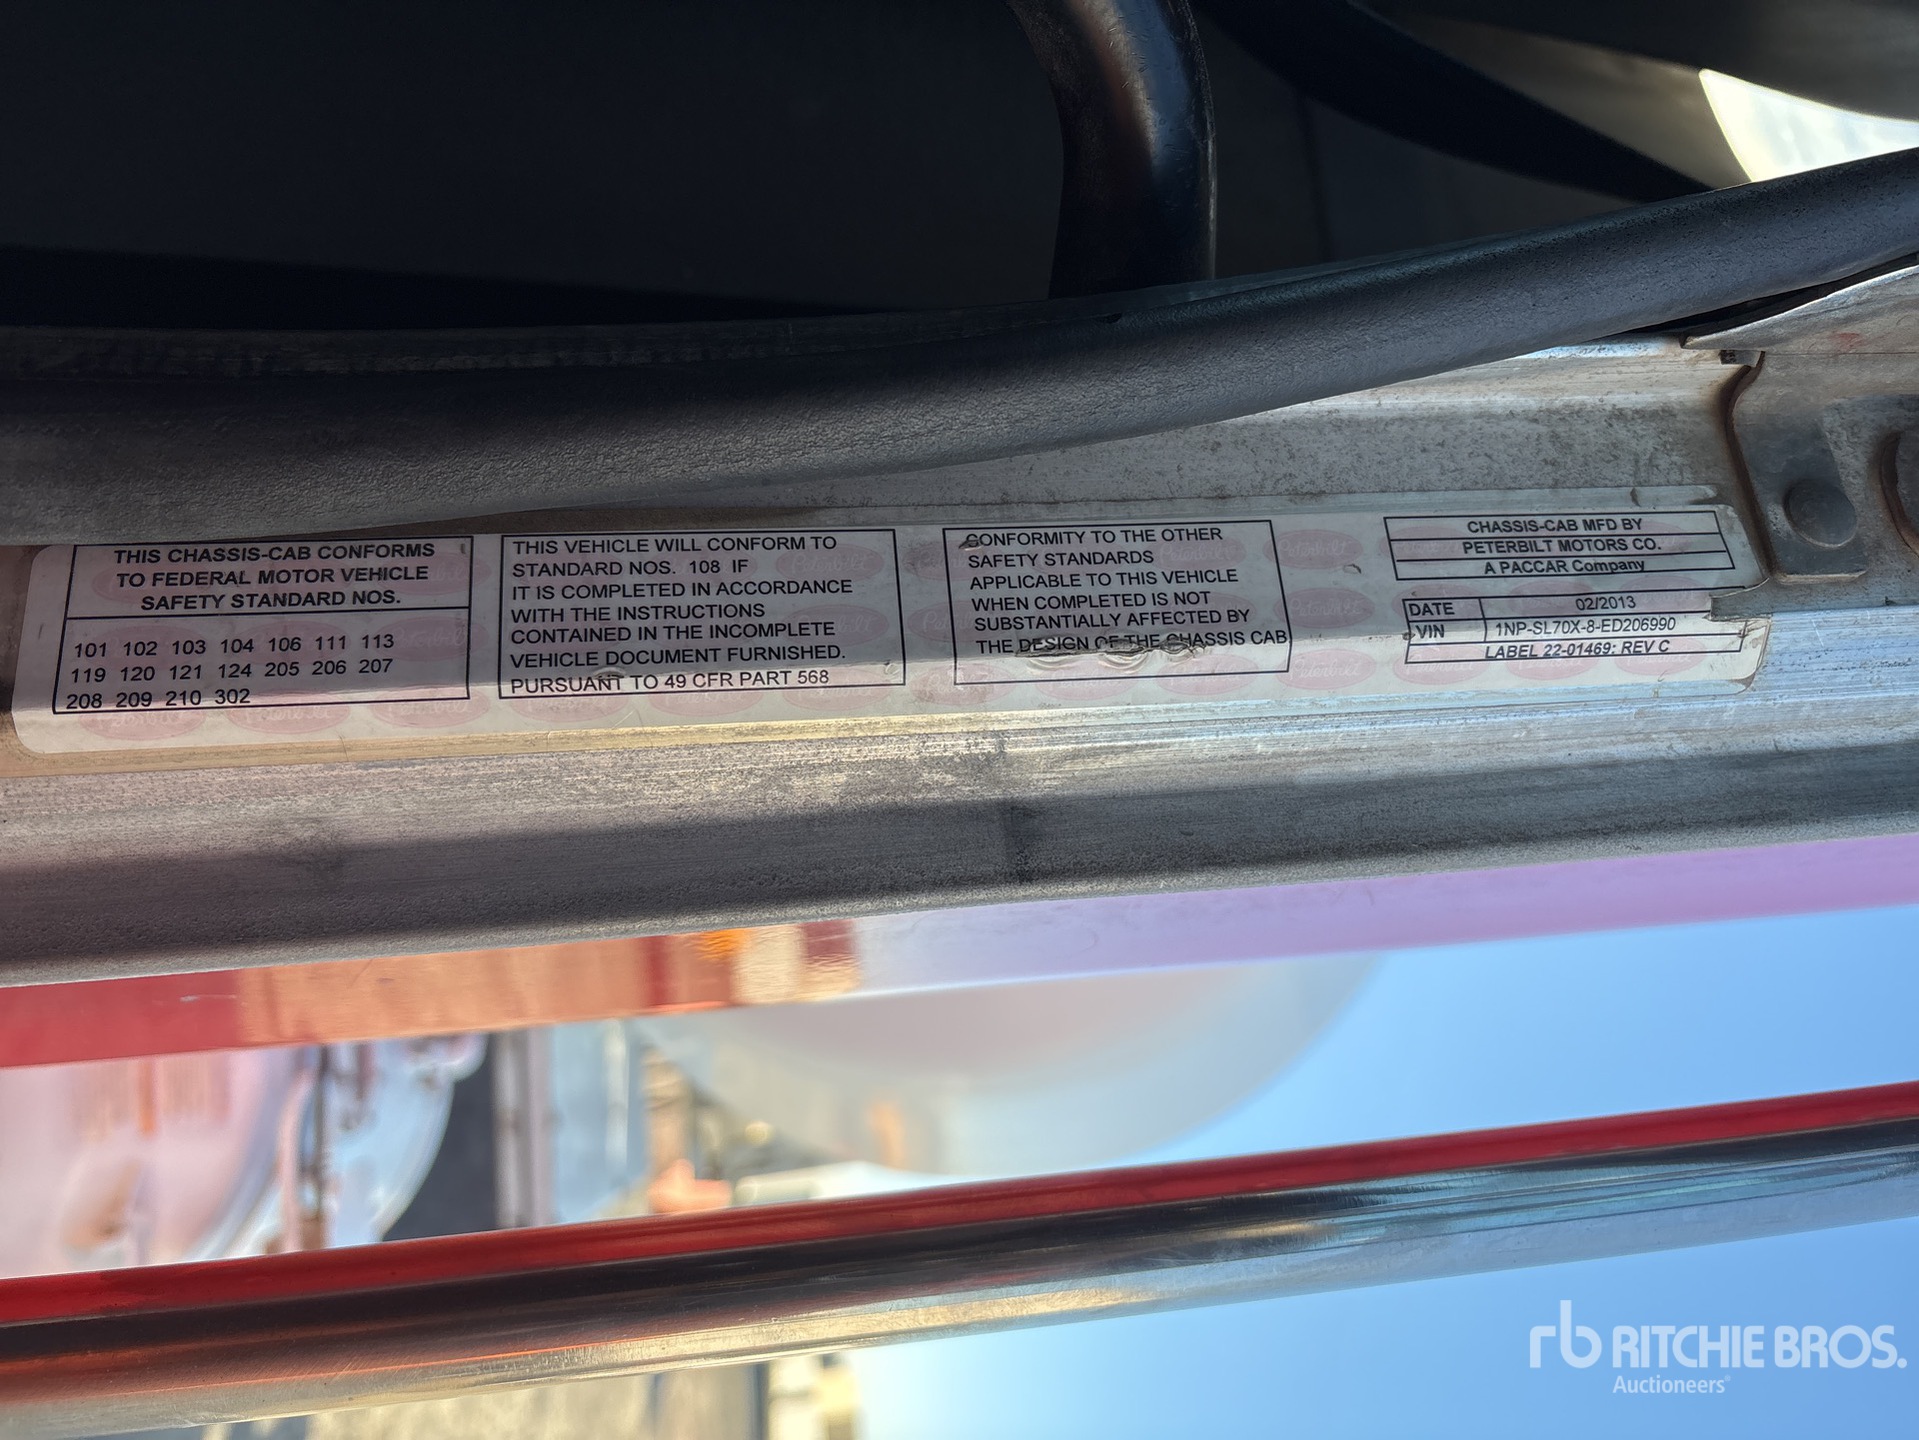 THIS CHASSIS-CAB CONFORMS
TO FEDERAL MOTOR VEHICLE
SAFETY STANDARD NOS.
101 102 103 104 106 111 113
119 120 121 124 205 206 207
208 209 210 302
THIS VEHICLE WILL CONFORM TO
STANDARD NOS. 108 IF
IT IS COMPLETED IN ACCORDANCE
WITH THE INSTRUCTIONS
CONTAINED IN THE INCOMPLETE
VEHICLE DOCUMENT FURNISHED.
PURSUANT TO 49 CFR PART 568
CONFORMITY TO THE OTHER
SAFETY STANDARDS
APPLICABLE TO THIS VEHICLE
WHEN COMPLETED IS NOT
SUBSTANTIALLY AFFECTED BY
THE DESIGN OF THE CHASSIS CAB
CHASSIS-CAB MFD BY
PETERBILT MOTORS CO.
A PACCAR Company
DATE 02/2013
VIN 1NP-SL70X-8-ED206990
LABEL 22-01469: REV C
rb RITCHIE BROS.
Auctioneers